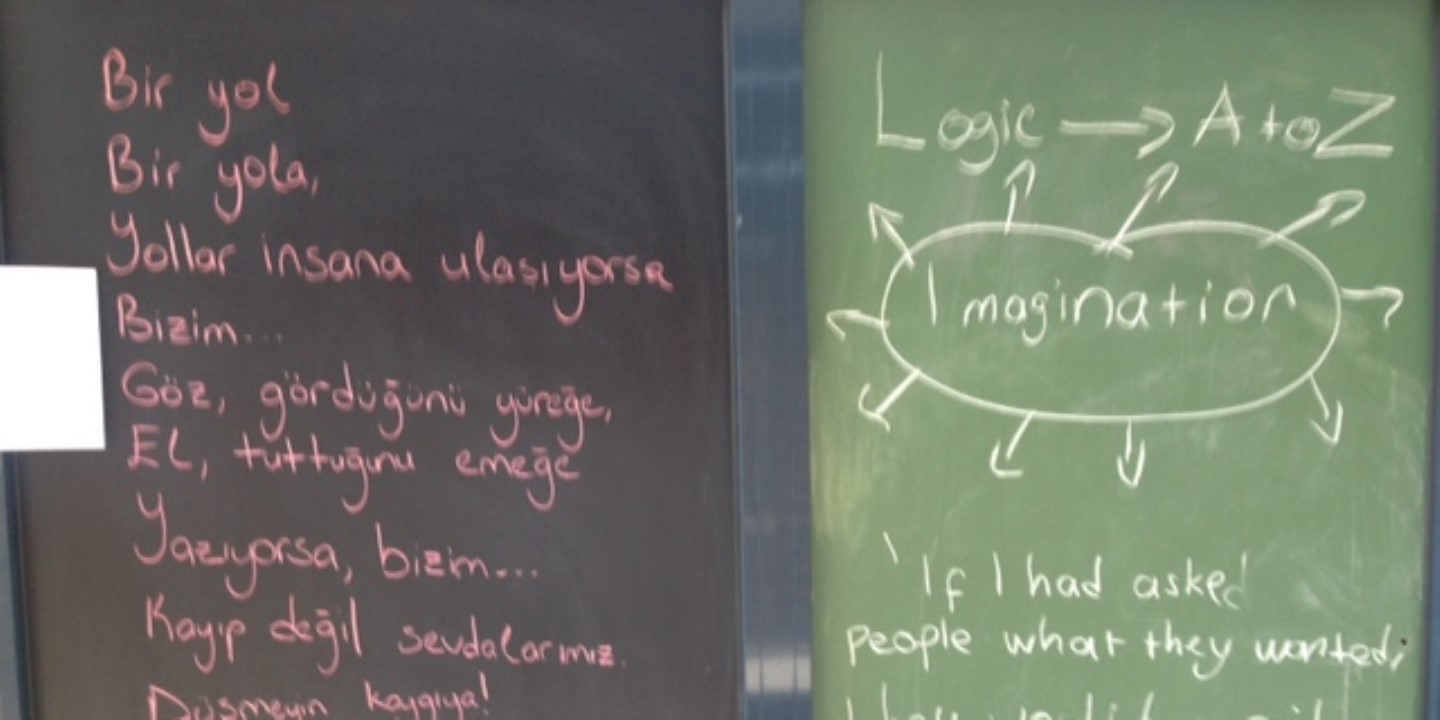 Bir yol
Bir yola,
Yollar insana ulaşıyorsa
Bizim...
Göz, gördüğünü yüreğe,
El, tuttuğunu emeğe
Yazıyorsa, bizim...
Kayıp değil sevdalarımız.
Düşmeyin kaygıya!
Logic → A to Z
Imagination
'If I had asked
people what they wanted,